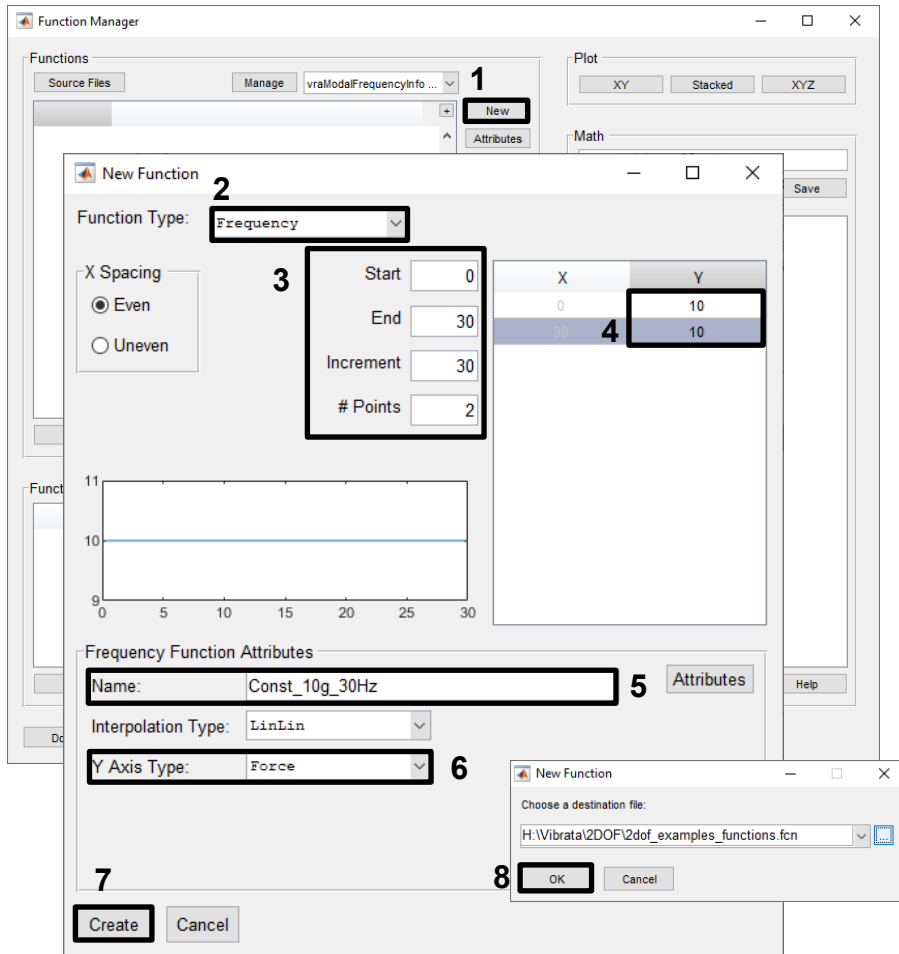 Function Manager
Functions
Plot
Source Files
Manage
vraModalFrequencyInfo ...
1
New
XY
Stacked
XYZ
+
Attributes
Math
Save
New Function
2
Function Type:
Frequency
X Spacing
Even
Uneven
3
Start
0
End
30
Increment
30
# Points
2
X
Y
0
10
30
10
4
11
10
9
0
5
10
15
20
25
30
Funct
Frequency Function Attributes
Name:
Const_10g_30Hz
5
Attributes
Help
Interpolation Type:
LinLin
Y Axis Type:
Force
6
Do
New Function
Choose a destination file:
H:\Vibrata\2DOF\2dof_examples_functions.fcn
...
8
OK
Cancel
7
Create
Cancel